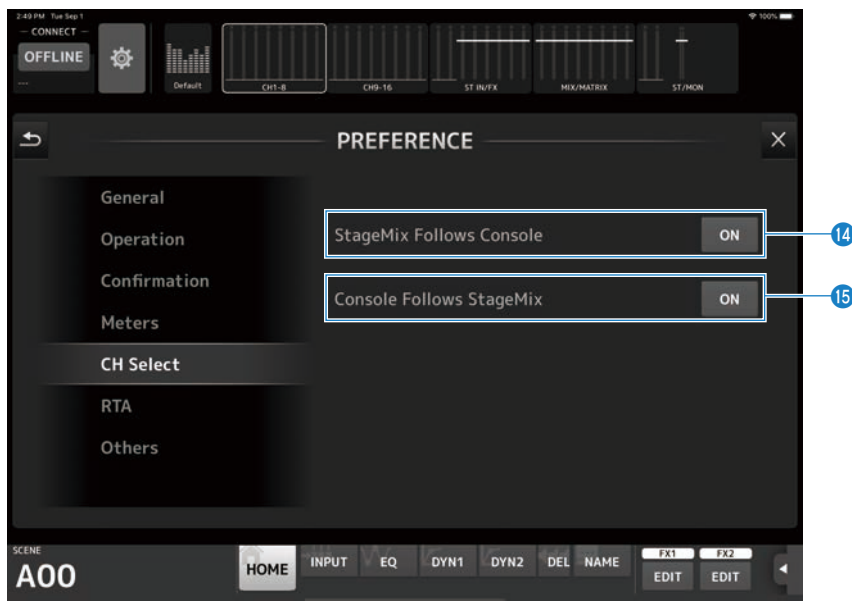 2:49 PM Tue Sep 1
100%
CONNECT
OFFLINE
---
Default
CH1-8
CH9-16
ST IN/FX
MIX/MATRIX
ST/MON
PREFERENCE
General
Operation
Confirmation
Meters
CH Select
RTA
Others
StageMix Follows Console
ON
14
Console Follows StageMix
ON
15
SCENE
A00
HOME
INPUT
EQ
DYN1
DYN2
DEL
NAME
FX1
EDIT
FX2
EDIT